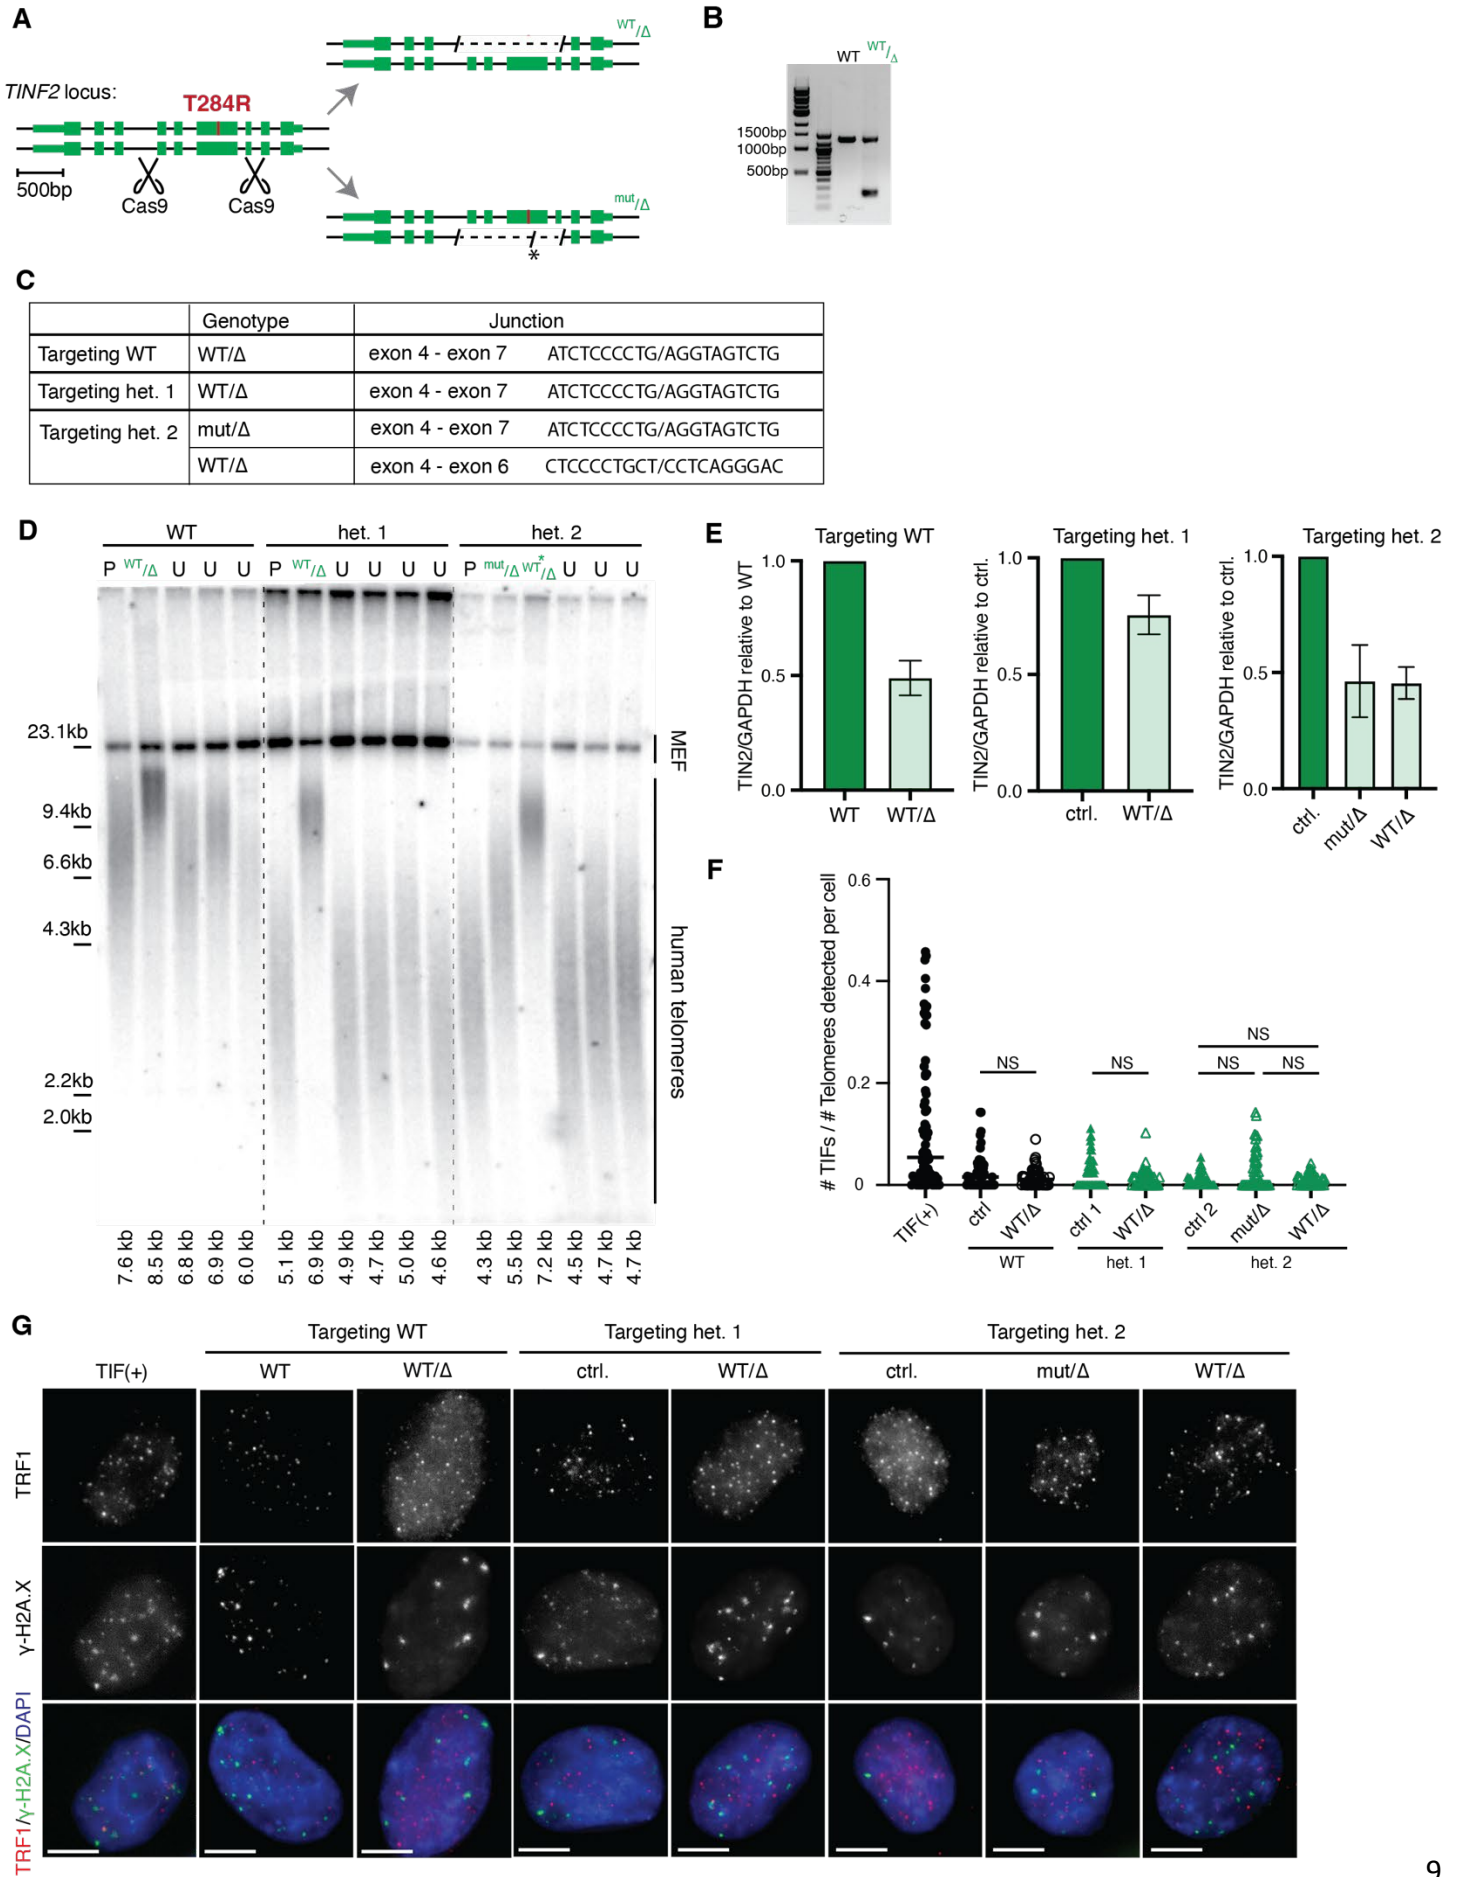 A
TINF2 locus:
T284R
500bp
Cas9
Cas9
WT/Δ
mut/Δ
*
B
WT
WT/Δ
1500bp
1000bp
500bp
C
Genotype
Junction
Targeting WT
WT/Δ
exon 4 - exon 7
ATCTCCCCTG/AGGTAGTCTG
Targeting het. 1
WT/Δ
exon 4 - exon 7
ATCTCCCCTG/AGGTAGTCTG
Targeting het. 2
mut/Δ
exon 4 - exon 7
ATCTCCCCTG/AGGTAGTCTG
WT/Δ
exon 4 - exon 6
CTCCCCTGCT/CCTCAGGGAC
D
WT
het. 1
het. 2
P WT/Δ U U U P WT/Δ U U U U P mut/Δ WT*/Δ U U U
23.1kb
9.4kb
6.6kb
4.3kb
2.2kb
2.0kb
MEF
human telomeres
7.6 kb 8.5 kb 6.8 kb 6.9 kb 6.0 kb 5.1 kb 6.9 kb 4.9 kb 4.7 kb 5.0 kb 4.6 kb 4.3 kb 5.5 kb 7.2 kb 4.5 kb 4.7 kb 4.7 kb
E
Targeting WT
TIN2/GAPDH relative to WT
1.0
0.5
0.0
WT WT/Δ
Targeting het. 1
TIN2/GAPDH relative to ctrl.
1.0
0.5
0.0
ctrl. WT/Δ
Targeting het. 2
TIN2/GAPDH relative to ctrl.
1.0
0.5
0.0
ctrl. mut/Δ WT/Δ
F
# TIFs / # Telomeres detected per cell
0.6
0.4
0.2
0
NS
NS
NS
NS
NS
TIF(+) ctrl WT/Δ ctrl 1 WT/Δ ctrl 2 mut/Δ WT/Δ
WT het. 1 het. 2
G
Targeting WT
Targeting het. 1
Targeting het. 2
TIF(+) WT WT/Δ ctrl. WT/Δ ctrl. mut/Δ WT/Δ
TRF1
γ-H2A.X
TRF1/γ-H2A.X/DAPI
9